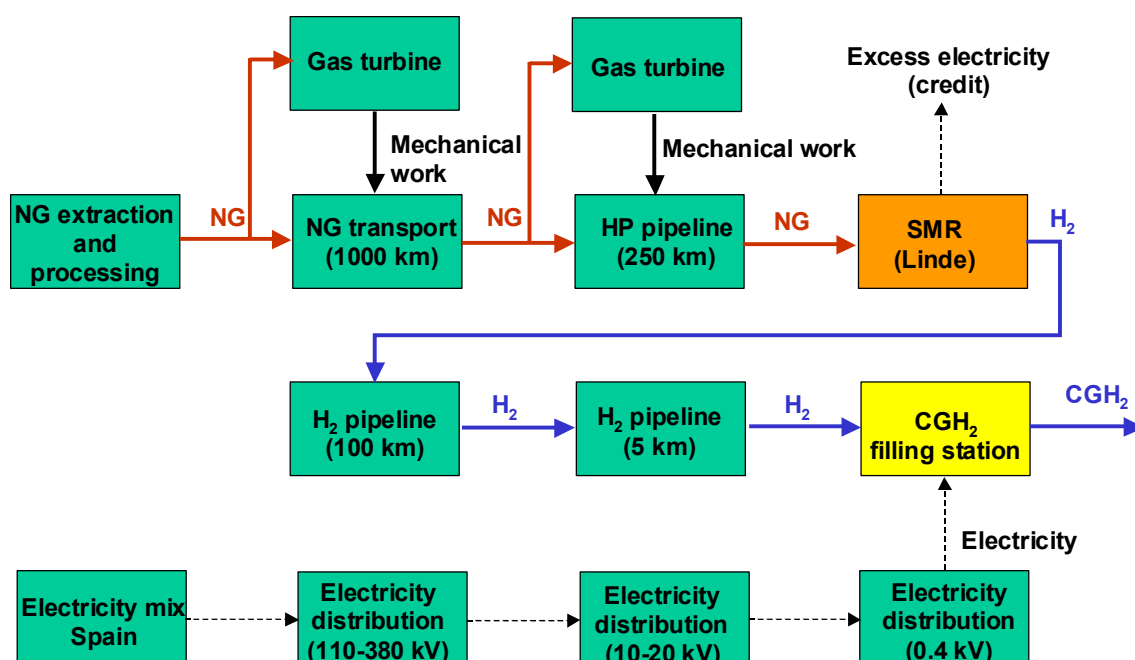 Gas turbine
Gas turbine
Excess electricity
(credit)
Mechanical
work
Mechanical work
NG extraction
and
processing
NG
NG transport
(1000 km)
NG
HP pipeline
(250 km)
NG
SMR
(Linde)
H₂
H₂ pipeline
(100 km)
H₂
H₂ pipeline
(5 km)
H₂
CGH₂
filling station
CGH₂
Electricity
Electricity mix
Spain
Electricity
distribution
(110-380 kV)
Electricity
distribution
(10-20 kV)
Electricity
distribution
(0.4 kV)